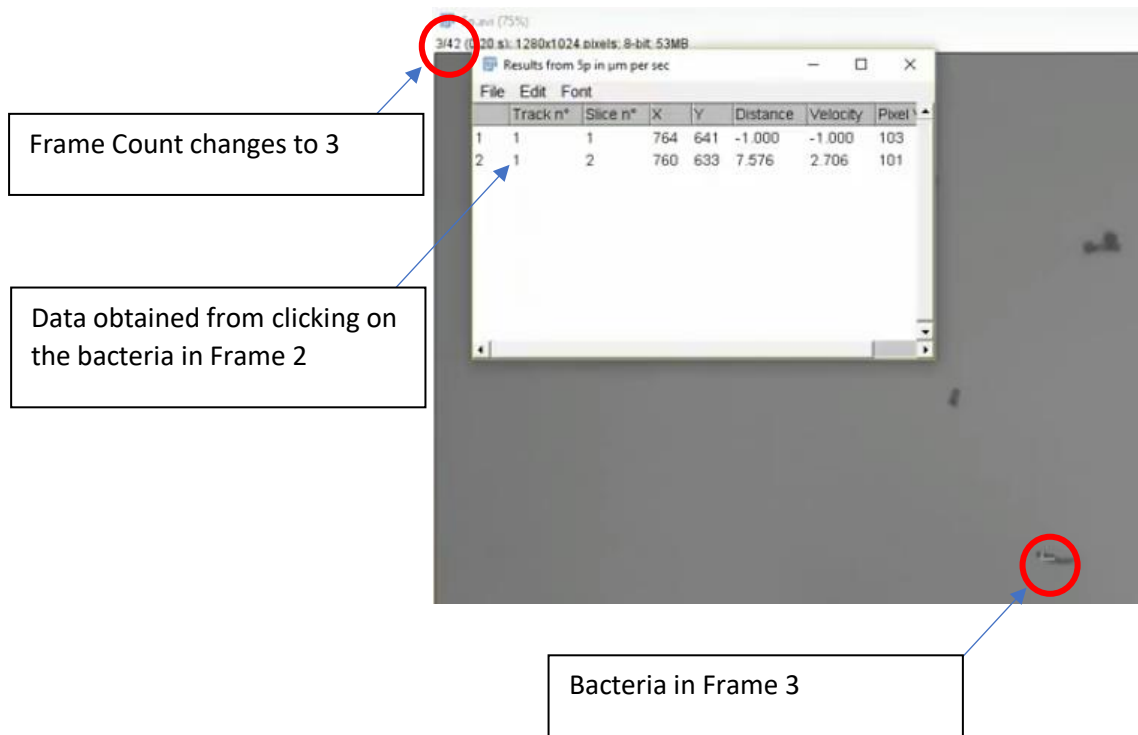 (75%)
3/42 (0.20 s); 1280x1024 pixels; 8-bit; 53MB
Results from 5p in µm per sec
File Edit Font
Track n° Slice n° X Y Distance Velocity Pixel
1 1 1 764 641 -1.000 -1.000 103
2 1 2 760 633 7.576 2.706 101
Frame Count changes to 3
Data obtained from clicking on
the bacteria in Frame 2
Bacteria in Frame 3